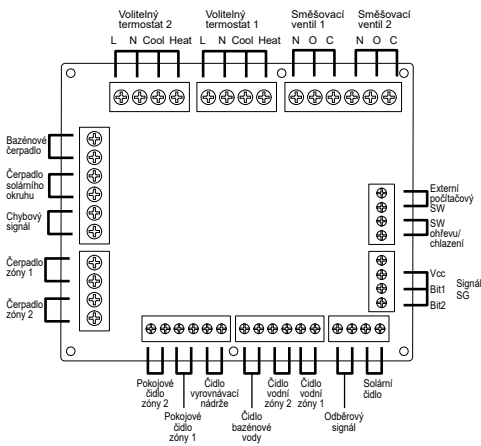 Volitelný
termostat 2
Volitelný
termostat 1
Směšovací
ventil 1
Směšovací
ventil 2
L N Cool Heat
L N Cool Heat
N O C
N O C
Bazénové
čerpadlo
Čerpadlo
solárního
okruhu
Chybový
signál
Čerpadlo
zóny 1
Čerpadlo
zóny 2
Externí
počítačový
SW
SW
ohřevu/
chlazení
Vcc
Bit1
Bit2
Signál
SG
Pokojové
čidlo
zóny 2
Pokojové
čidlo
zóny 1
Čidlo
vyrovnávací
nádrže
Čidlo
bazénové
vody
Čidlo
vodní
zóny 2
Čidlo
vodní
zóny 1
Odběrový
signál
Solární
čidlo